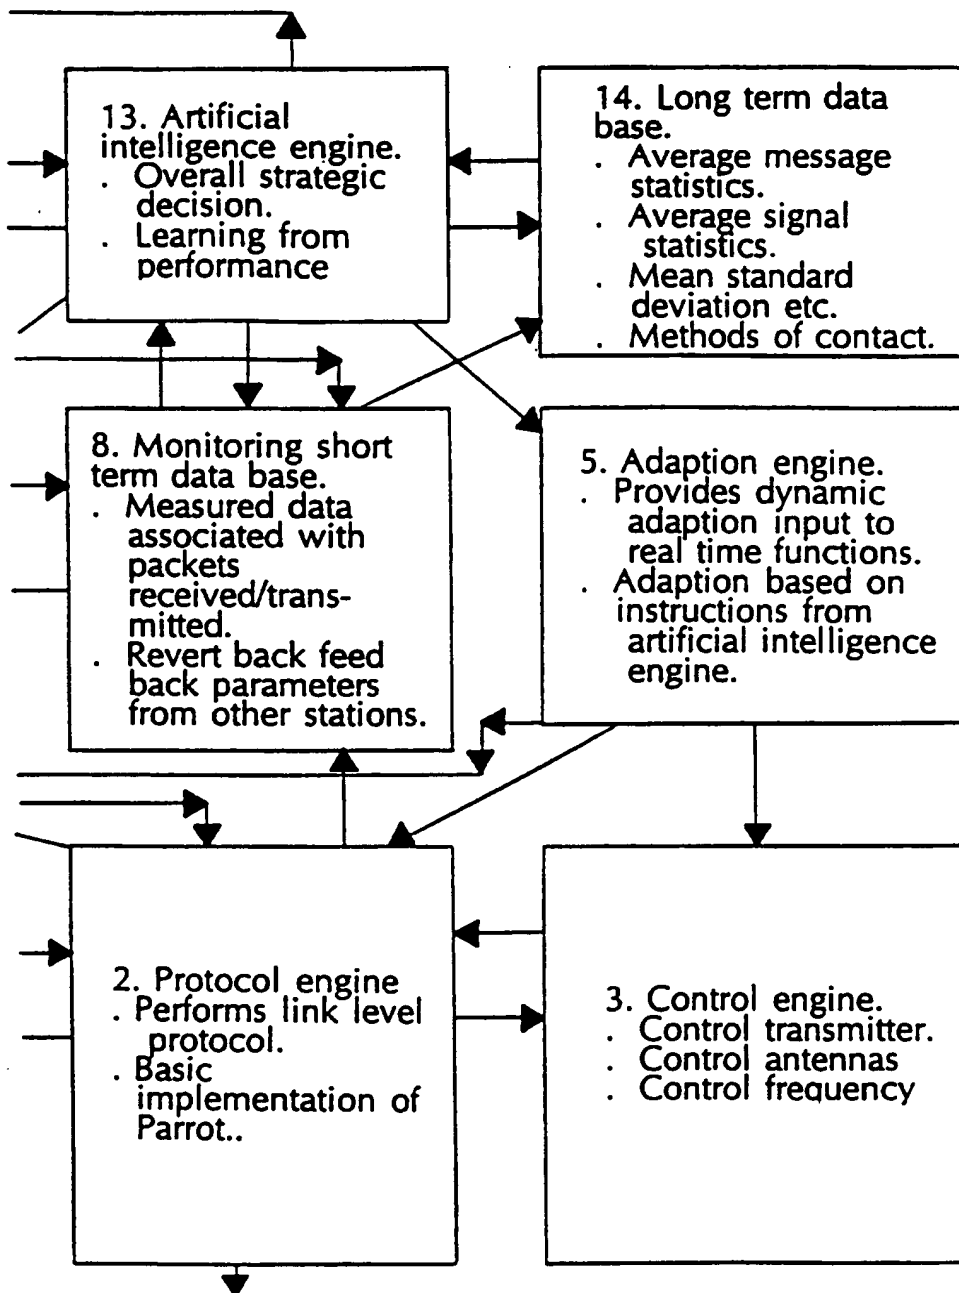 13. Artificial
intelligence engine.
. Overall strategic
decision.
. Learning from
performance
14. Long term data
base.
. Average message
statistics.
. Average signal
statistics.
. Mean standard
deviation etc.
. Methods of contact.
8. Monitoring short
term data base.
. Measured data
associated with
packets
received/trans-
mitted.
. Revert back feed
back parameters
from other stations.
5. Adaption engine.
. Provides dynamic
adaption input to
real time functions.
. Adaption based on
instructions from
artificial intelligence
engine.
2. Protocol engine
. Performs link level
protocol.
. Basic
implementation of
Parrot..
3. Control engine.
. Control transmitter.
. Control antennas
. Control frequency